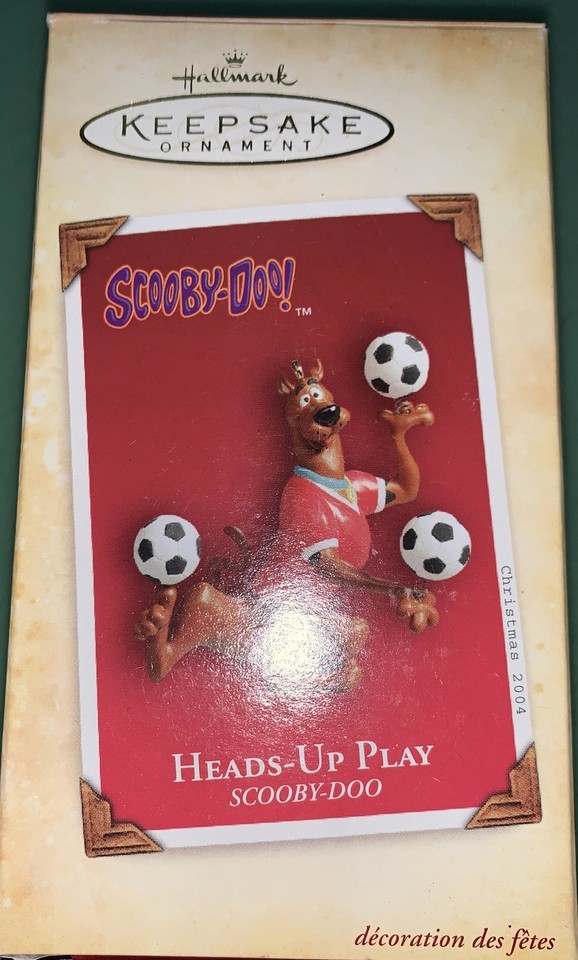 Hallmark
KEEPSAKE
ORNAMENT
SCOOBY-DOO!™
Christmas 2004
HEADS-UP PLAY
SCOOBY-DOO
décoration des fêtes